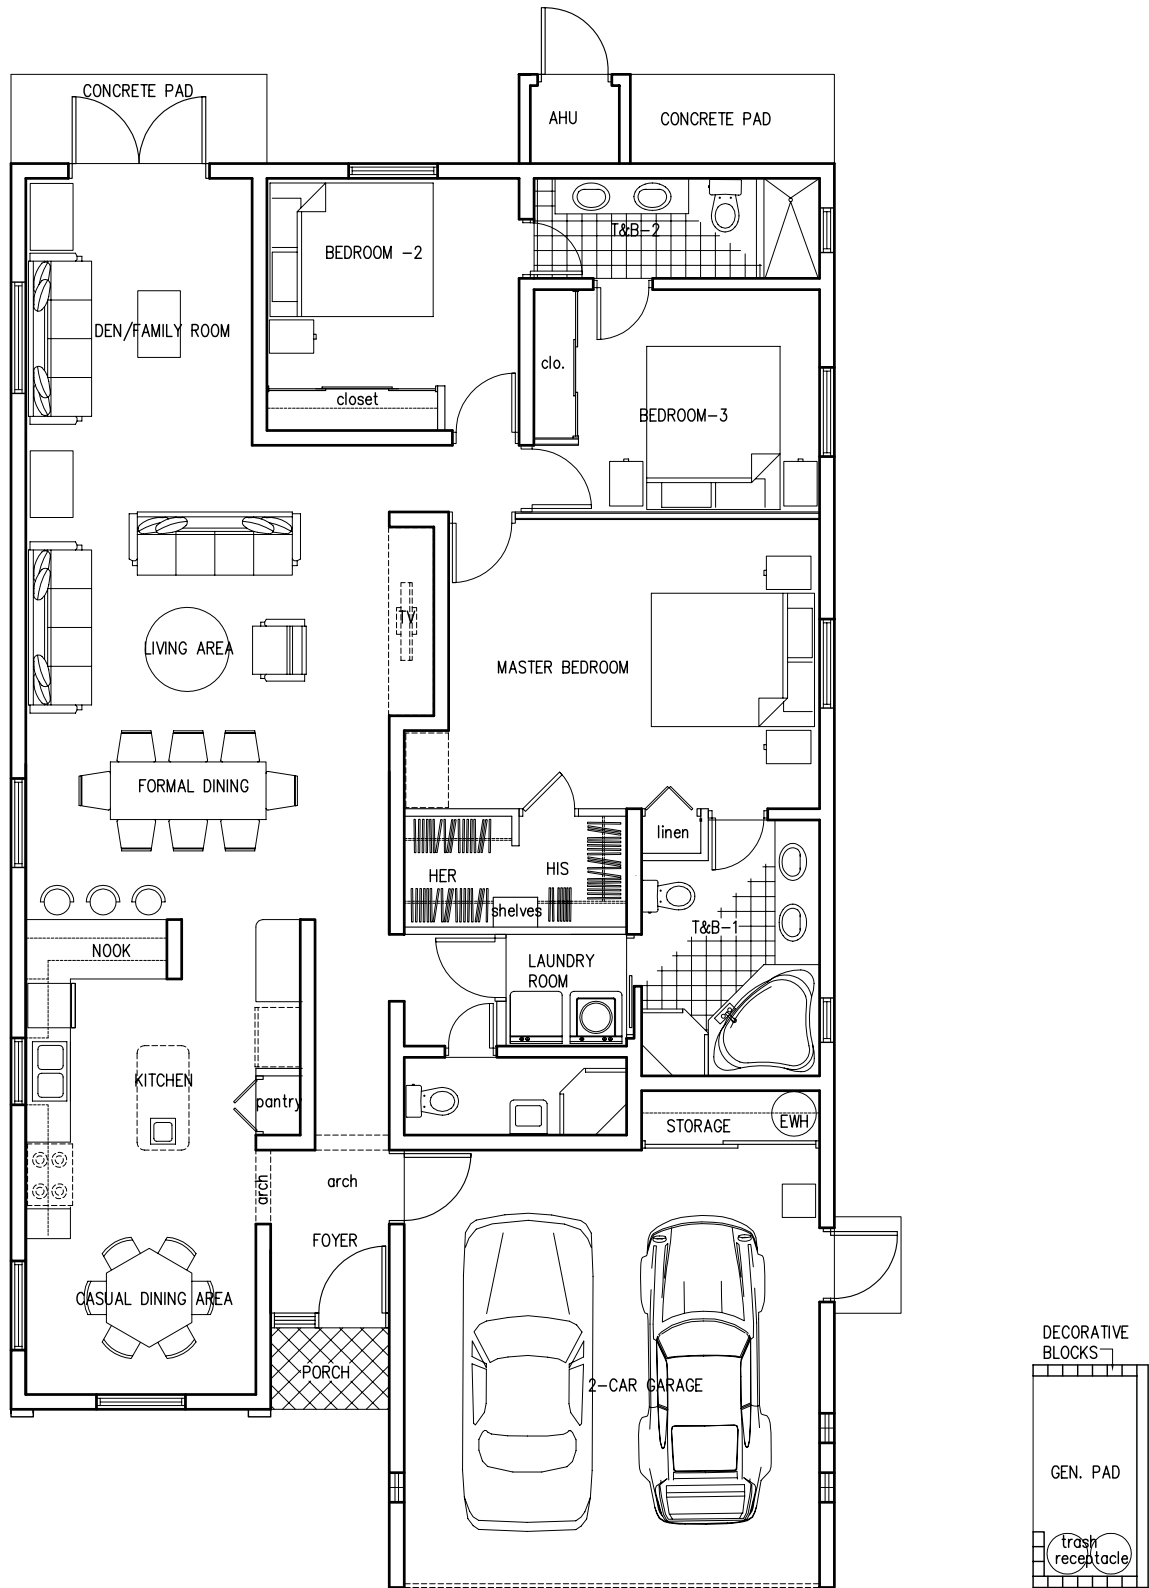 CONCRETE PAD
AHU
CONCRETE PAD
T&B-2
BEDROOM -2
DEN/FAMILY ROOM
clo.
closet
BEDROOM-3
TV
LIVING AREA
MASTER BEDROOM
FORMAL DINING
linen
HER
HIS
shelves
T&B-1
NOOK
LAUNDRY
ROOM
KITCHEN
pantry
STORAGE
EWH
arch
arch
FOYER
CASUAL DINING AREA
PORCH
2-CAR GARAGE
DECORATIVE
BLOCKS
GEN. PAD
trash
receptacle